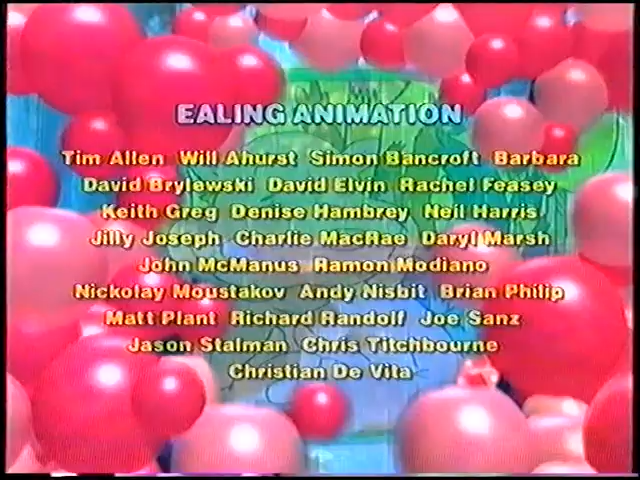 EALING ANIMATION
Tim Allen Will Ahurst Simon Bancroft Barbara
David Brylewski David Elvin Rachel Feasey
Keith Greg Denise Hambrey Neil Harris
Jilly Joseph Charlie MacRae Daryl Marsh
John McManus Ramon Modiano
Nickolay Moustakov Andy Nisbit Brian Philip
Matt Plant Richard Randolf Joe Sanz
Jason Stalman Chris Titchbourne
Christian De Vita